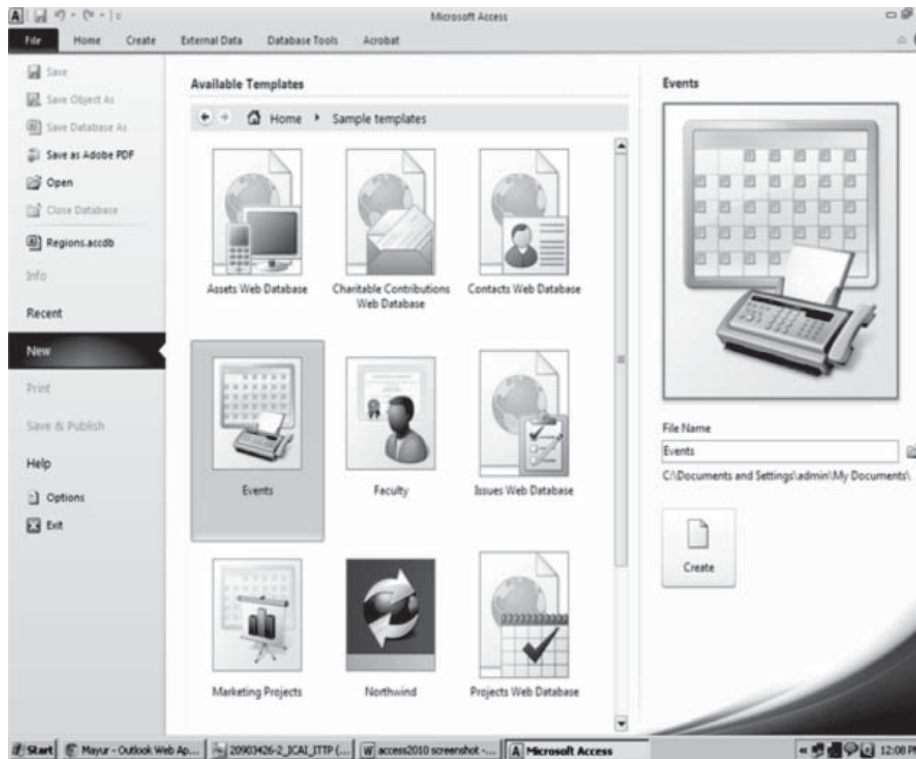 Microsoft Access
File Home Create External Data Database Tools Acrobat
Save
Save Object As
Save Database As
Save as Adobe PDF
Open
Close Database
Regions.accdb
Info
Recent
New
Print
Save & Publish
Help
Options
Exit
Available Templates
Home Sample templates
Assets Web Database
Charitable Contributions
Web Database
Contacts Web Database
Events
Faculty
Issues Web Database
Marketing Projects
Northwind
Projects Web Database
Events
File Name
Events
C:\Documents and Settings\admin\My Documents\
Create
Start Mayur - Outlook Web Ap... 20903426-2_ICAI_ITTP (... access2010 screenshot -... Microsoft Access 12:08 PM